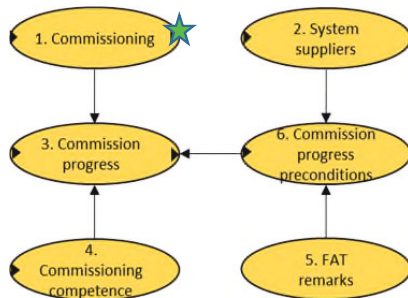 1. Commissioning
2. System
suppliers
3. Commission
progress
6. Commission
progress
preconditions
4.
Commissioning
competence
5. FAT
remarks